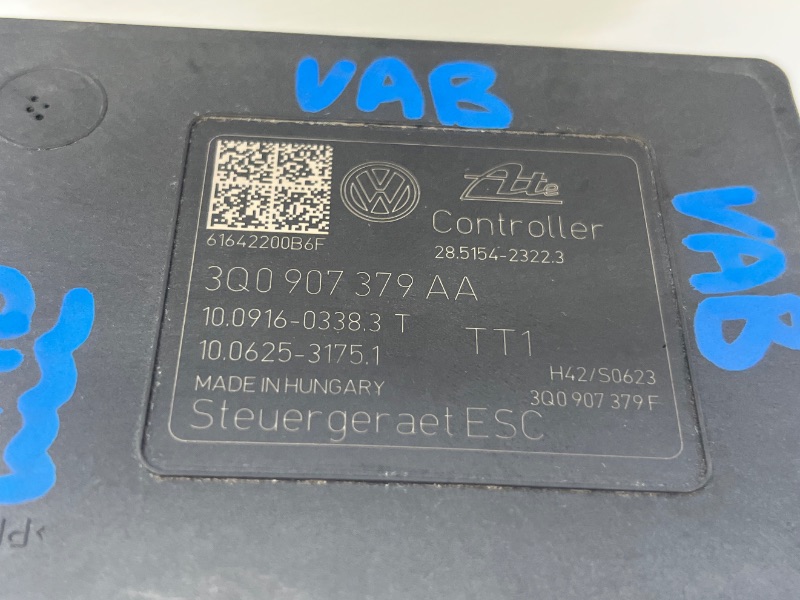 VAB
Ate
Controller
28.5154-2322.3
61642200B6F
3Q0 907 379 AA
10.0916-0338.3 T
TT1
10.0625-3175.1
H42/S0623
MADE IN HUNGARY
3Q0 907 379 F
Steuergeraet ESC
VAB